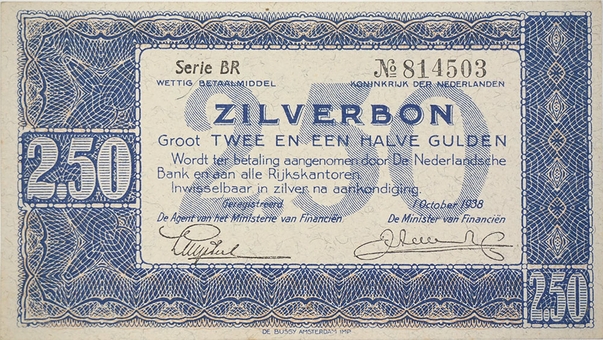 Serie BR № 814503
WETTIG BETAALMIDDEL KONINKRIJK DER NEDERLANDEN
250
ZILVERBON
Groot TWEE EN EEN HALVE GULDEN
Wordt ter betaling aangenomen door De Nederlandsche
Bank en aan alle Rijkskantoren.
Inwisselbaar in zilver na aankondiging.
2.50
Geregistreerd 1 October 1938
De Agent van het Ministerie van Financiën De Minister van Financiën
2.50
DE BUSSY AMSTERDAM IMP.